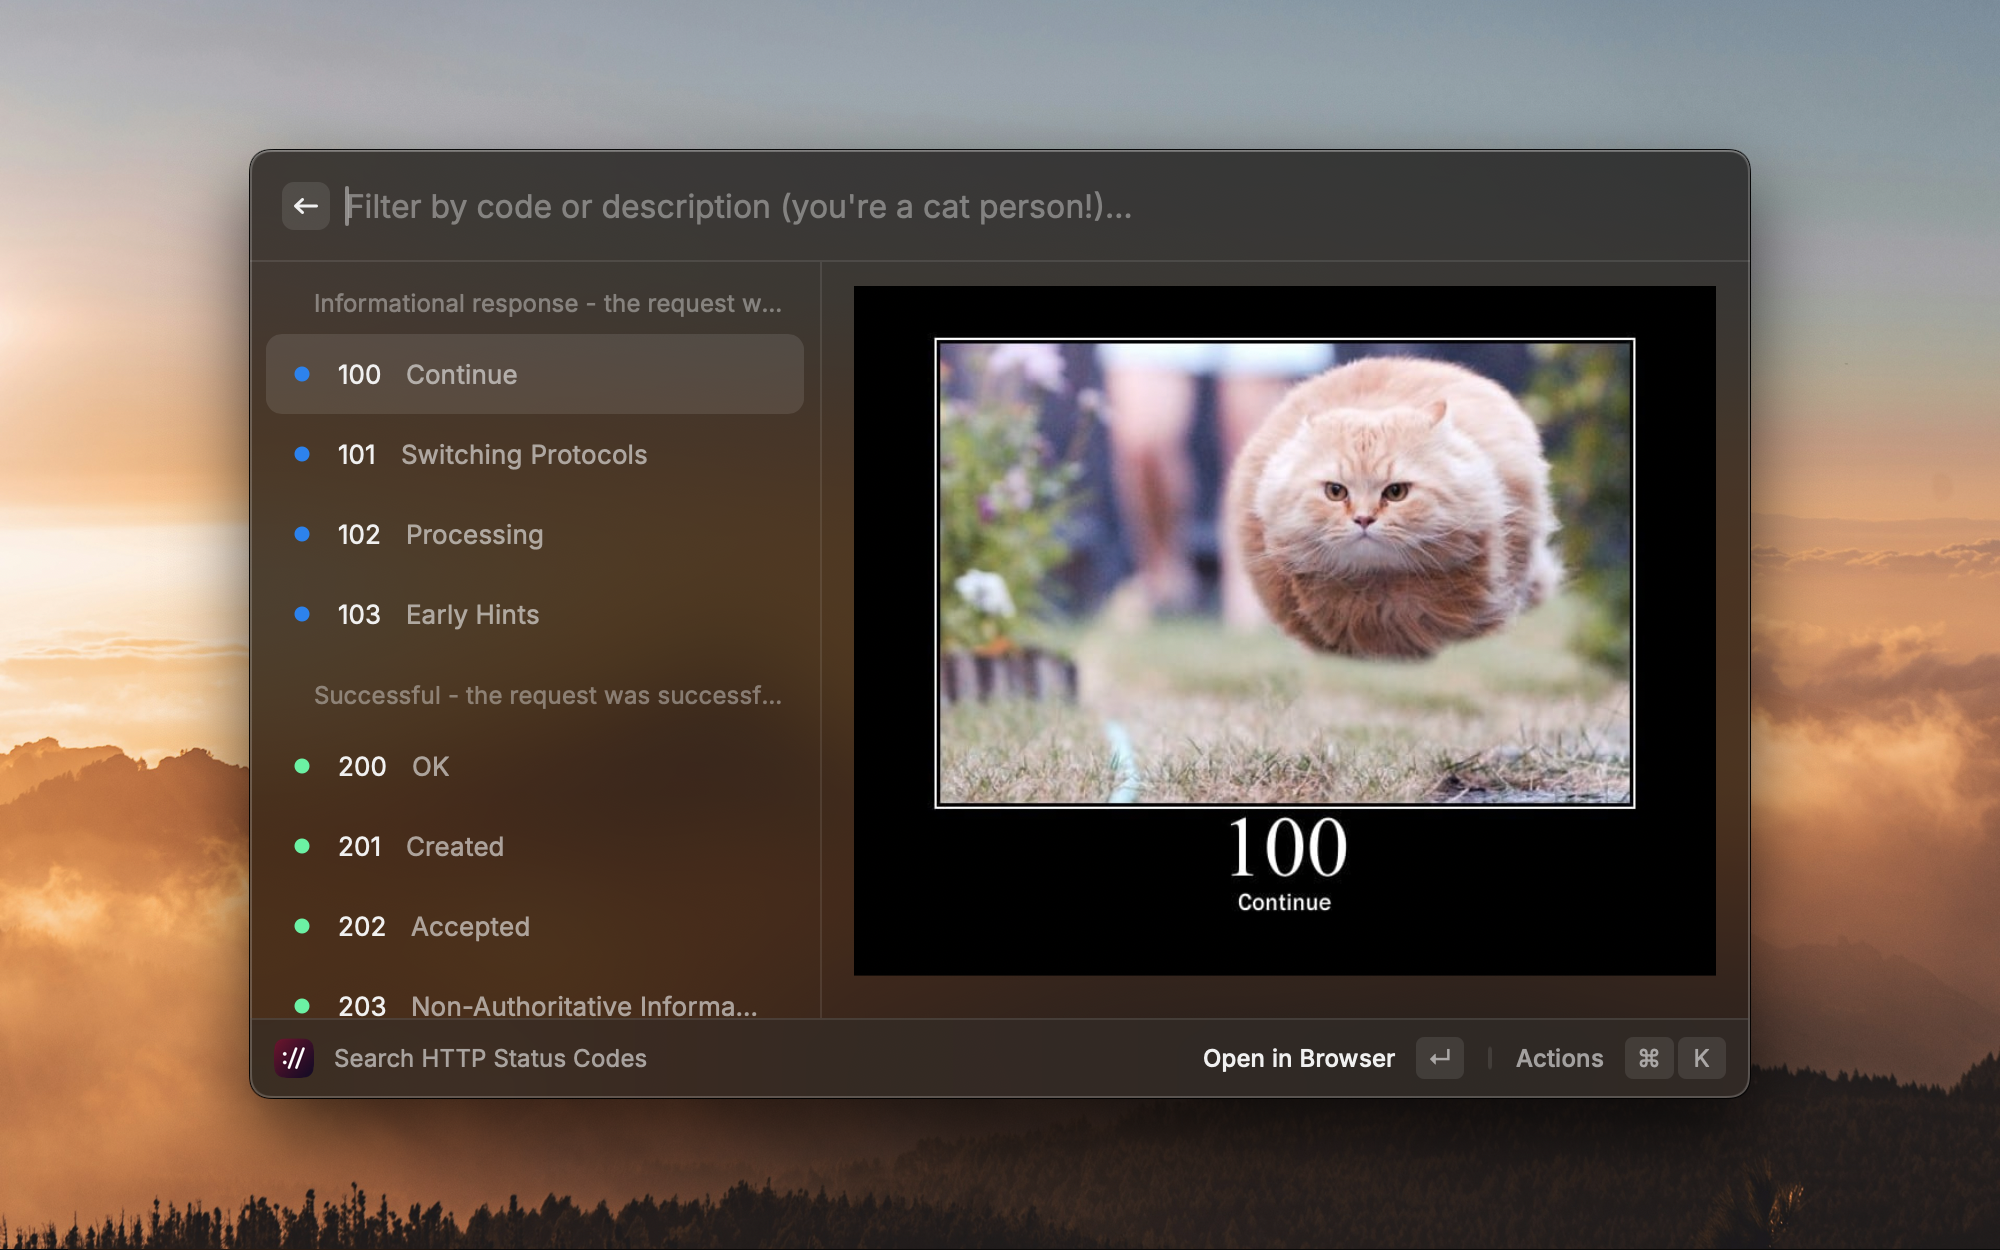 Filter by code or description (you're a cat person!)...
Informational response - the request w...
100 Continue
101 Switching Protocols
102 Processing
103 Early Hints
Successful - the request was successf...
200 OK
201 Created
202 Accepted
203 Non-Authoritative Informa...
100
Continue
:// Search HTTP Status Codes
Open in Browser ↵ Actions ⌘ K